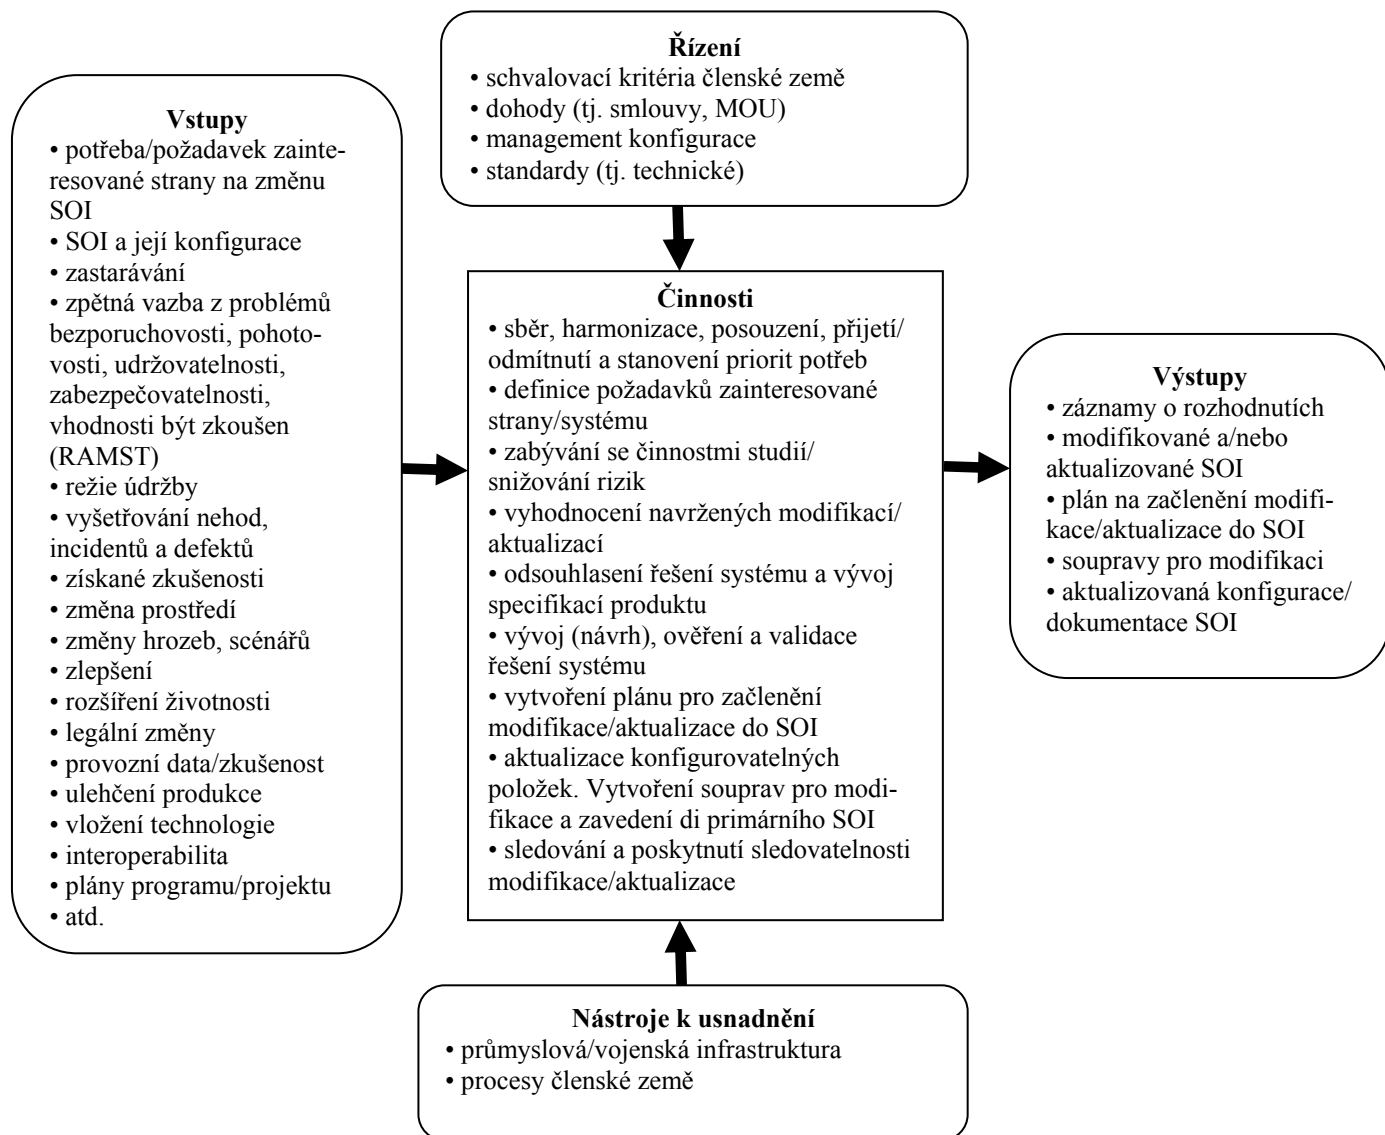 Řízení
• schvalovací kritéria členské země
• dohody (tj. smlouvy, MOU)
• management konfigurace
• standardy (tj. technické)
Vstupy
• potřeba/požadavek zainte-
resované strany na změnu
SOI
• SOI a její konfigurace
• zastarávání
• zpětná vazba z problémů
bezporuchovosti, pohoto-
vosti, udržovatelnosti,
zabezpečovatelnosti,
vhodnosti být zkoušen
(RAMST)
• režie údržby
• vyšetřování nehod,
incidentů a defektů
• získané zkušenosti
• změna prostředí
• změny hrozeb, scénářů
• zlepšení
• rozšíření životnosti
• legální změny
• provozní data/zkušenost
• ulehčení produkce
• vložení technologie
• interoperabilita
• plány programu/projektu
• atd.
Činnosti
• sběr, harmonizace, posouzení, přijetí/
odmítnutí a stanovení priorit potřeb
• definice požadavků zainteresované
strany/systému
• zabývání se činnostmi studií/
snižování rizik
• vyhodnocení navržených modifikací/
aktualizací
• odsouhlasení řešení systému a vývoj
specifikací produktu
• vývoj (návrh), ověření a validace
řešení systému
• vytvoření plánu pro začlenění
modifikace/aktualizace do SOI
• aktualizace konfigurovatelných
položek. Vytvoření souprav pro modi-
fikace a zavedení di primárního SOI
• sledování a poskytnutí sledovatelnosti
modifikace/aktualizace
Výstupy
• záznamy o rozhodnutích
• modifikované a/nebo
aktualizované SOI
• plán na začlenění modifi-
kace/aktualizace do SOI
• soupravy pro modifikaci
• aktualizovaná konfigurace/
dokumentace SOI
Nástroje k usnadnění
• průmyslová/vojenská infrastruktura
• procesy členské země